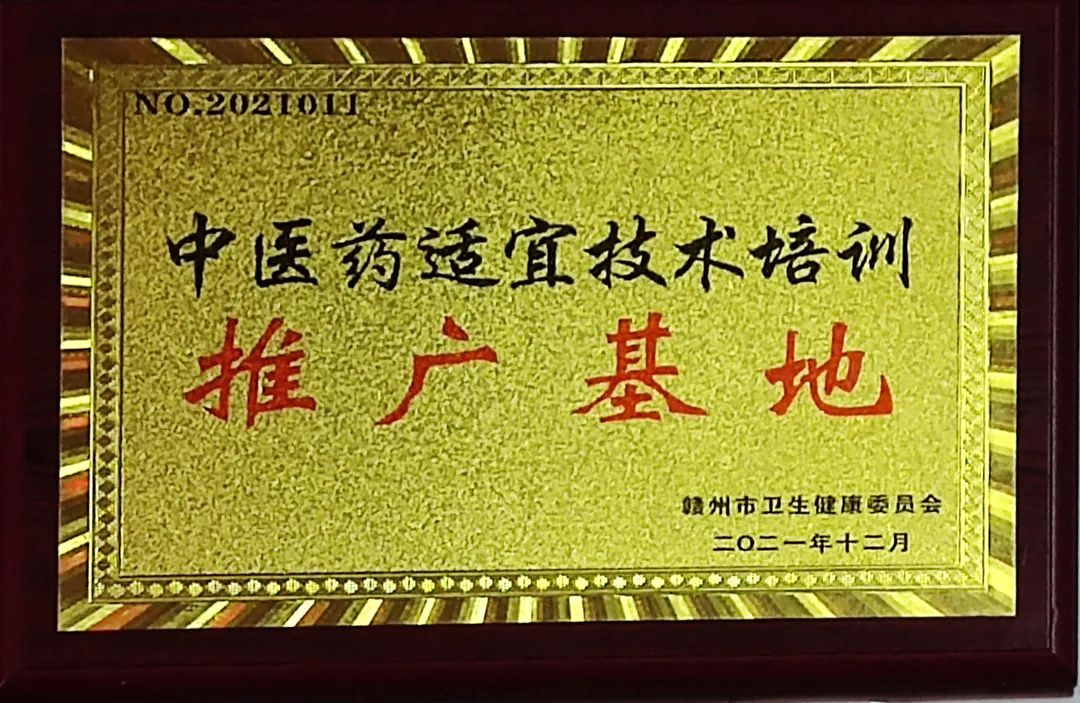 NO.2021011
中医药适宜技术培训
推广基地
赣州市卫生健康委员会
二〇二一年十二月